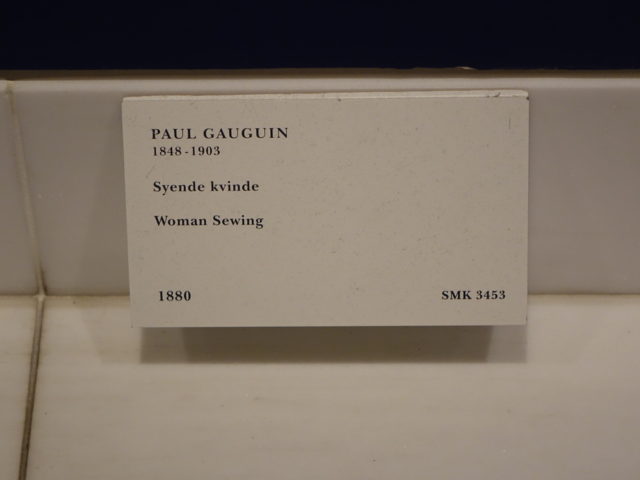 PAUL GAUGUIN
1848-1903
Syende kvinde
Woman Sewing
1880 SMK 3453